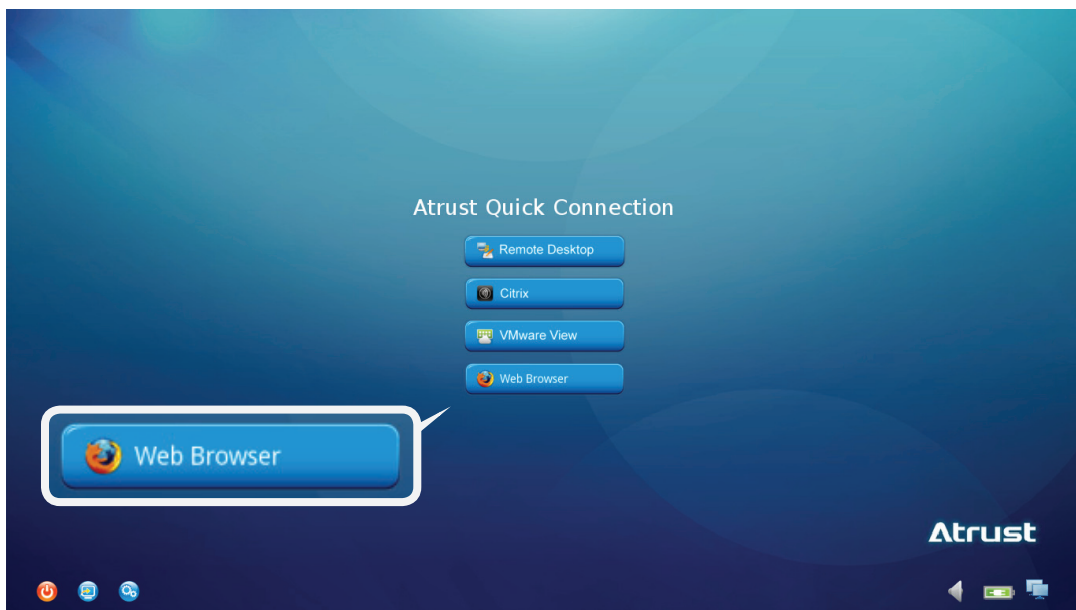 Atrust Quick Connection
Remote Desktop
Citrix
VMware View
Web Browser
Web Browser
Atrust